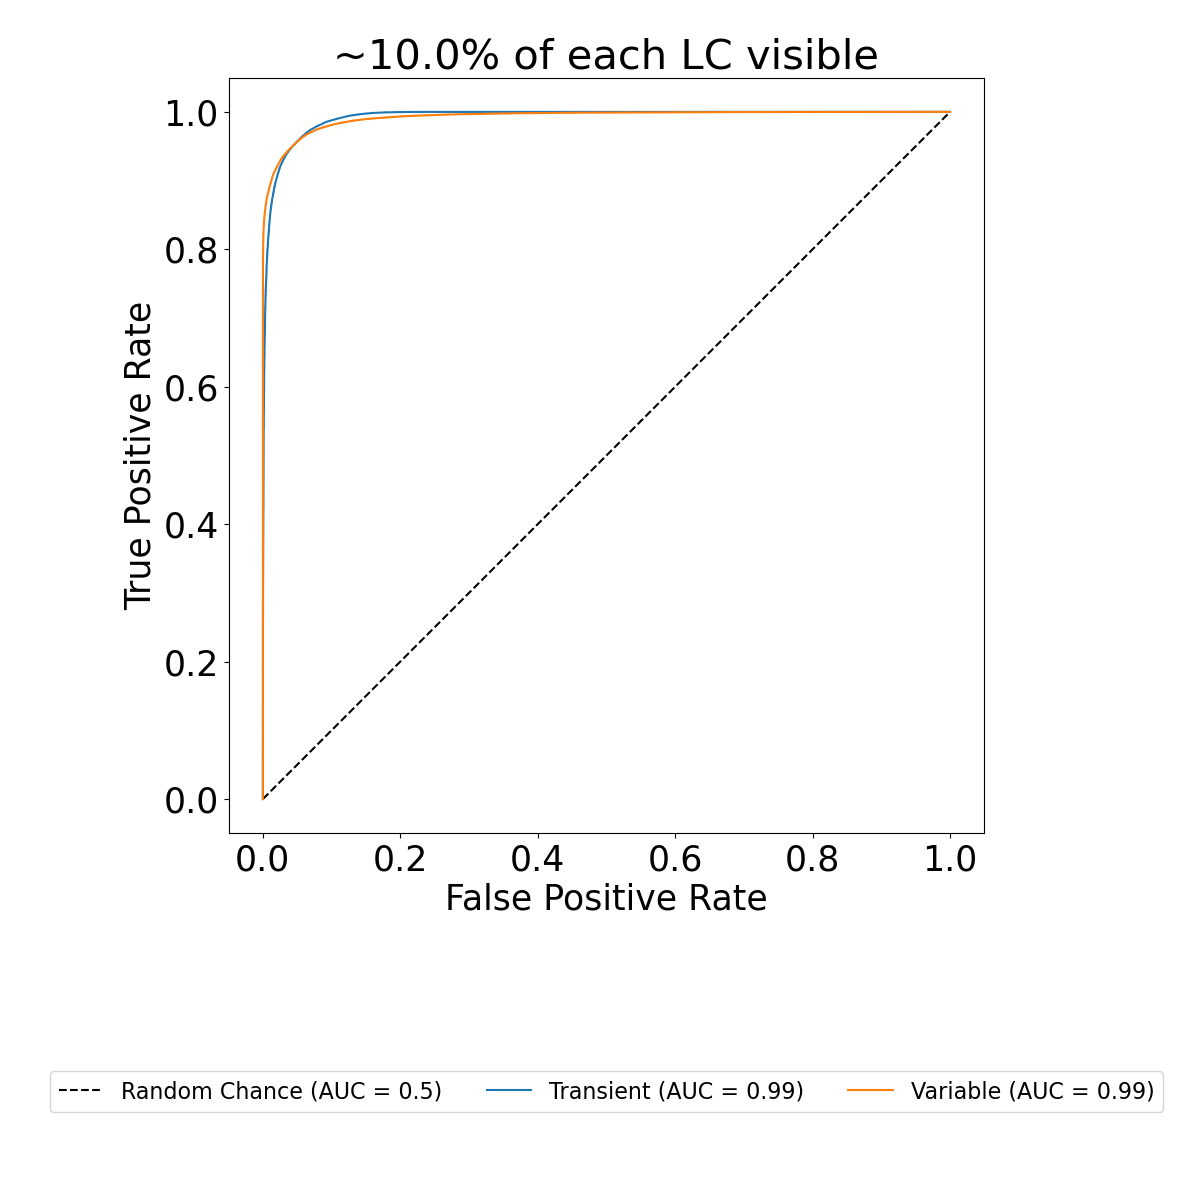 ~10.0% of each LC visible
True Positive Rate
1.0
0.8
0.6
0.4
0.2
0.0
0.0 0.2 0.4 0.6 0.8 1.0
False Positive Rate
Random Chance (AUC = 0.5) Transient (AUC = 0.99) Variable (AUC = 0.99)